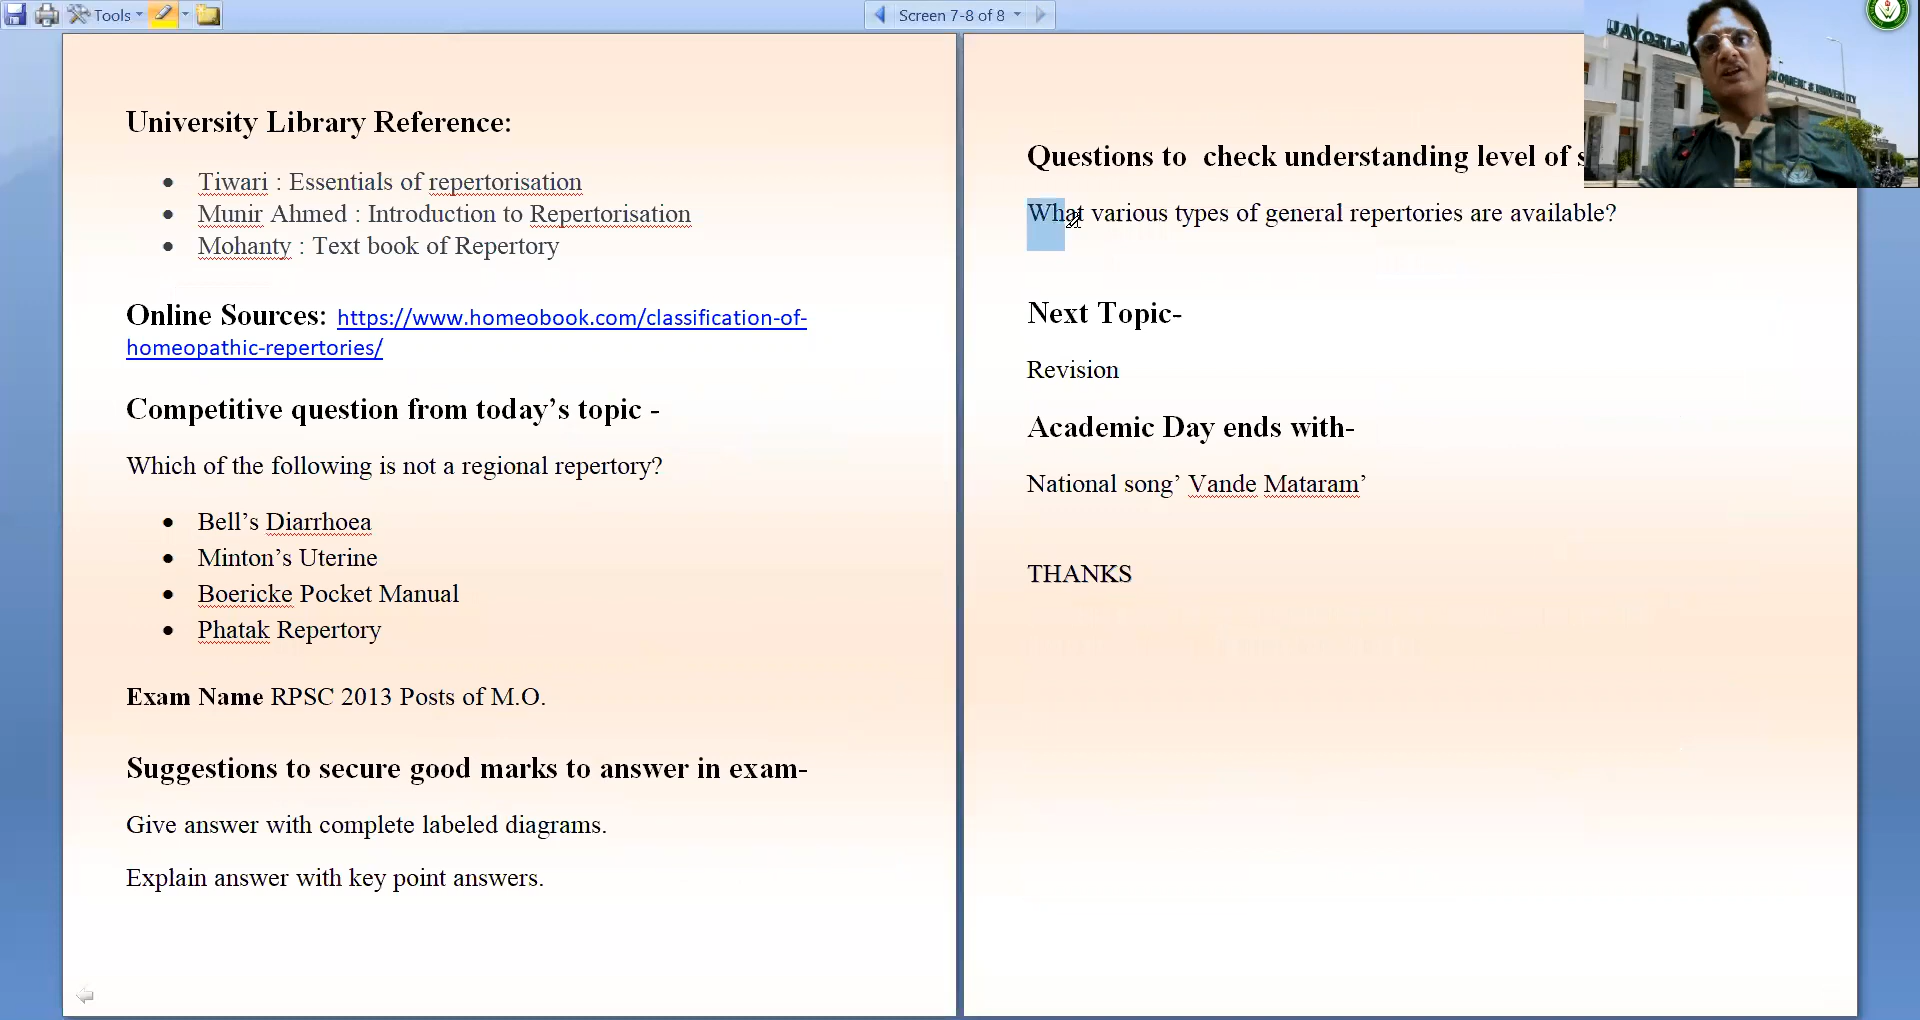 Tools
Screen 7-8 of 8
University Library Reference:
• Tiwari : Essentials of repertorisation
• Munir Ahmed : Introduction to Repertorisation
• Mohanty : Text book of Repertory
Online Sources: https://www.homeobook.com/classification-of-
homeopathic-repertories/
Competitive question from today’s topic -
Which of the following is not a regional repertory?
• Bell’s Diarrhoea
• Minton’s Uterine
• Boericke Pocket Manual
• Phatak Repertory
Exam Name RPSC 2013 Posts of M.O.
Suggestions to secure good marks to answer in exam-
Give answer with complete labeled diagrams.
Explain answer with key point answers.
Questions to check understanding level of
What various types of general repertories are available?
Next Topic-
Revision
Academic Day ends with-
National song’ Vande Mataram’
THANKS
UNIVERSITY